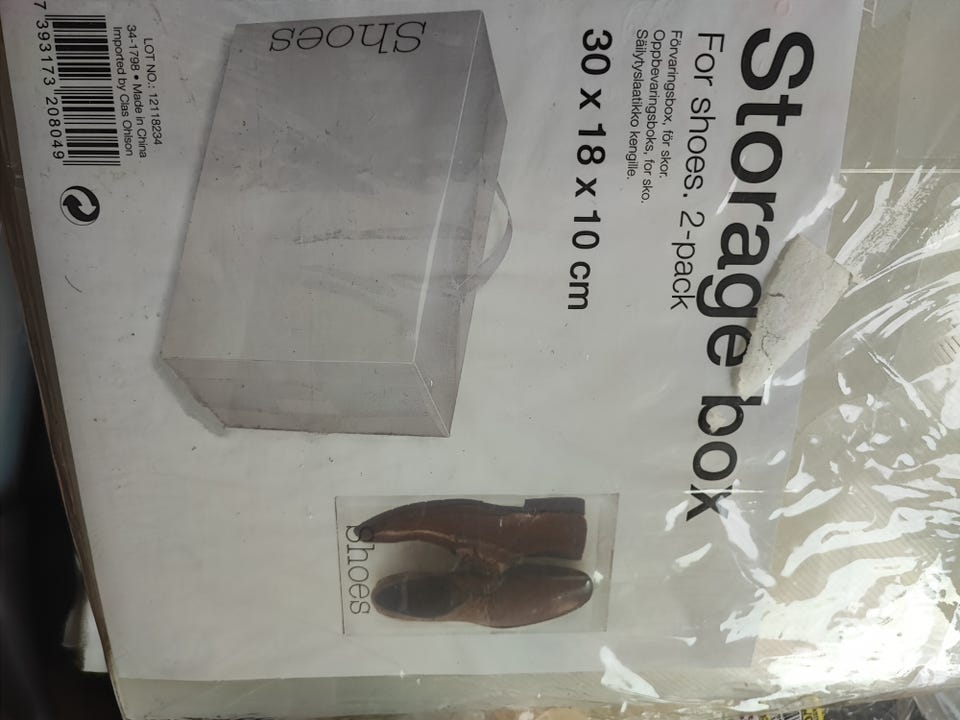 Storage box
For shoes. 2-pack
Förvaringsbox, för skor.
Oppbevaringsboks, for sko.
Säilytyslaatikko kengille.
30 x 18 x 10 cm
Shoes
Shoes
LOT NO.: 12118234
34-1798 • Made in China
Imported by Clas Ohlson
7 393173 208049